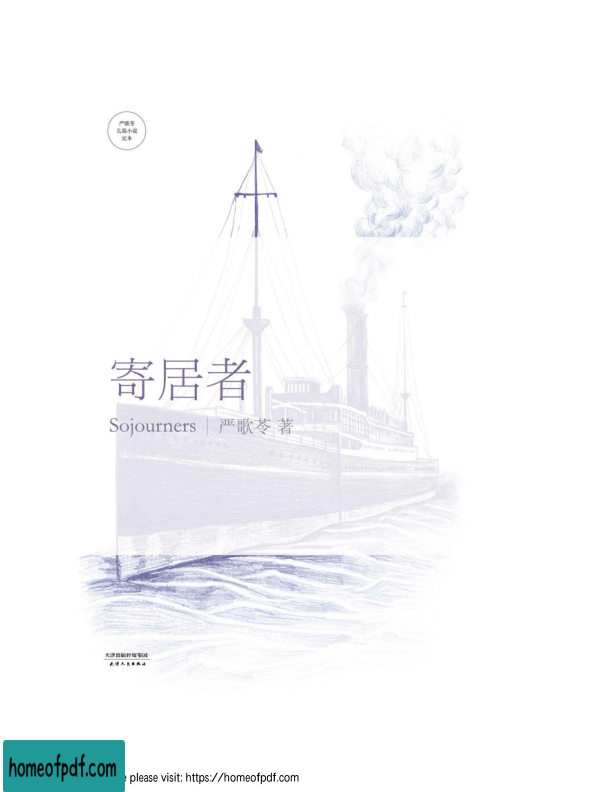 严歌苓
长篇小说
定本
寄居者
Sojourners | 严歌苓 著
天津出版传媒集团
天津人民出版社
homeofpdf.com
e please visit: https://homeofpdf.com